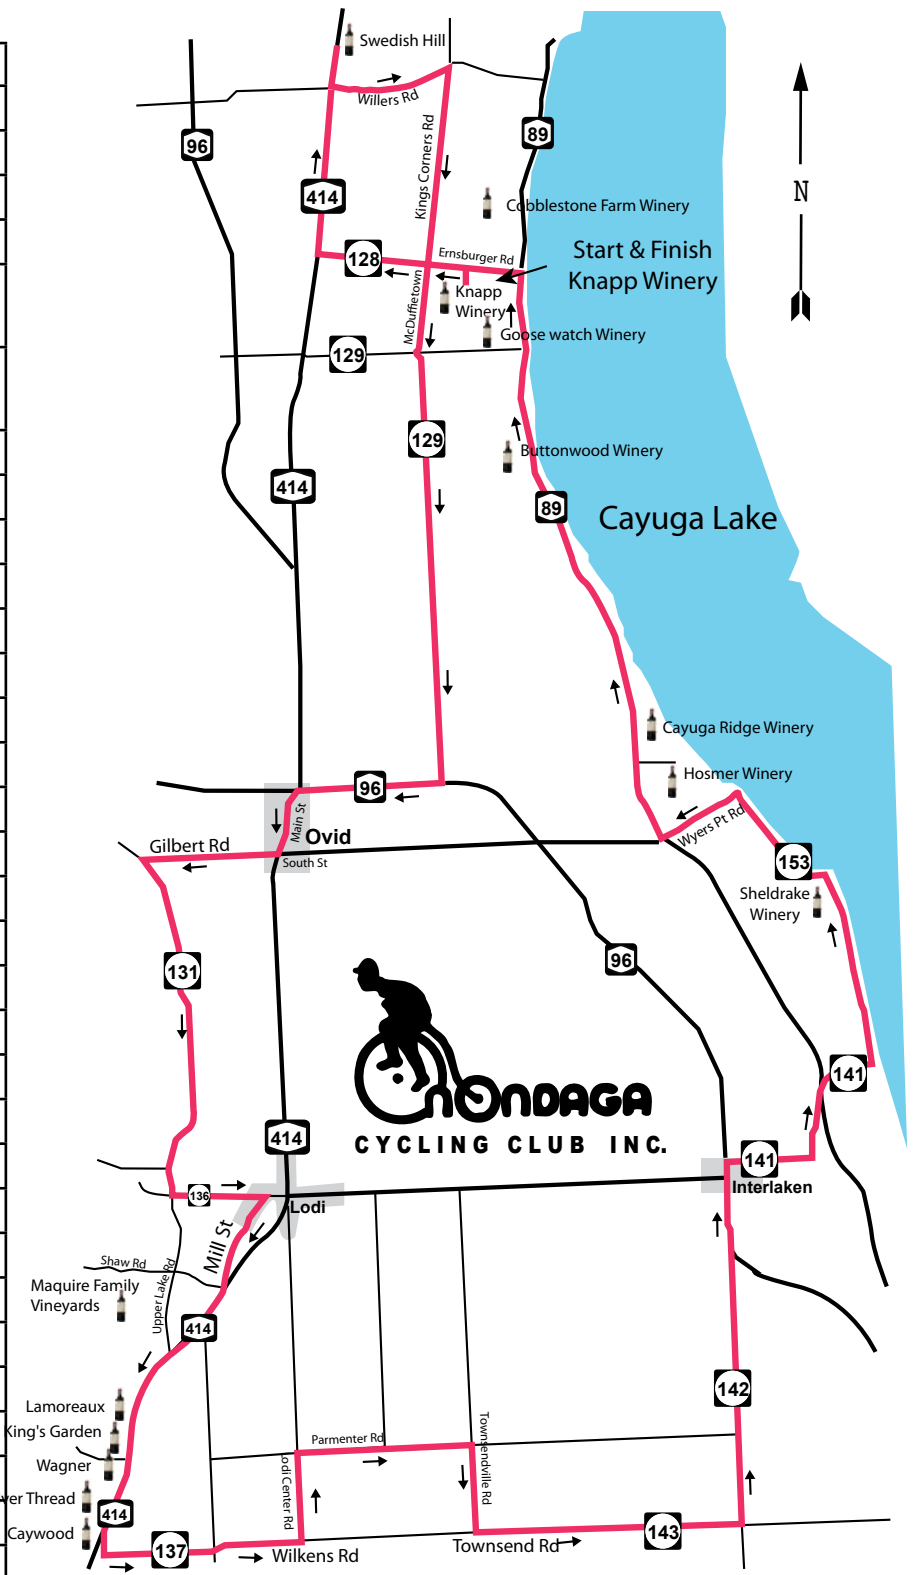 Swedish Hill
Willers Rd
96
89
Kings Corners Rd
414
N
Cobblestone Farm Winery
Ernsburger Rd
Start & Finish
Knapp Winery
128
McDuffietown
Knapp
Winery
Goose watch Winery
129
129
Buttonwood Winery
414
89
Cayuga Lake
Cayuga Ridge Winery
Hosmer Winery
96
Main St
Wyers Pt Rd
Ovid
Gilbert Rd
South St
153
Sheldrake
Winery
131
96
141
ONONDAGA
CYCLING CLUB INC.
414
141
Interlaken
136
Lodi
Mill St
Shaw Rd
Upper Lake Rd
Maquire Family
Vineyards
414
142
Lamoreaux
King's Garden
Wagner
Parmenter Rd
Townsendville Rd
Lodi Center Rd
ver Thread
414
Caywood
137
Wilkens Rd
Townsend Rd
143